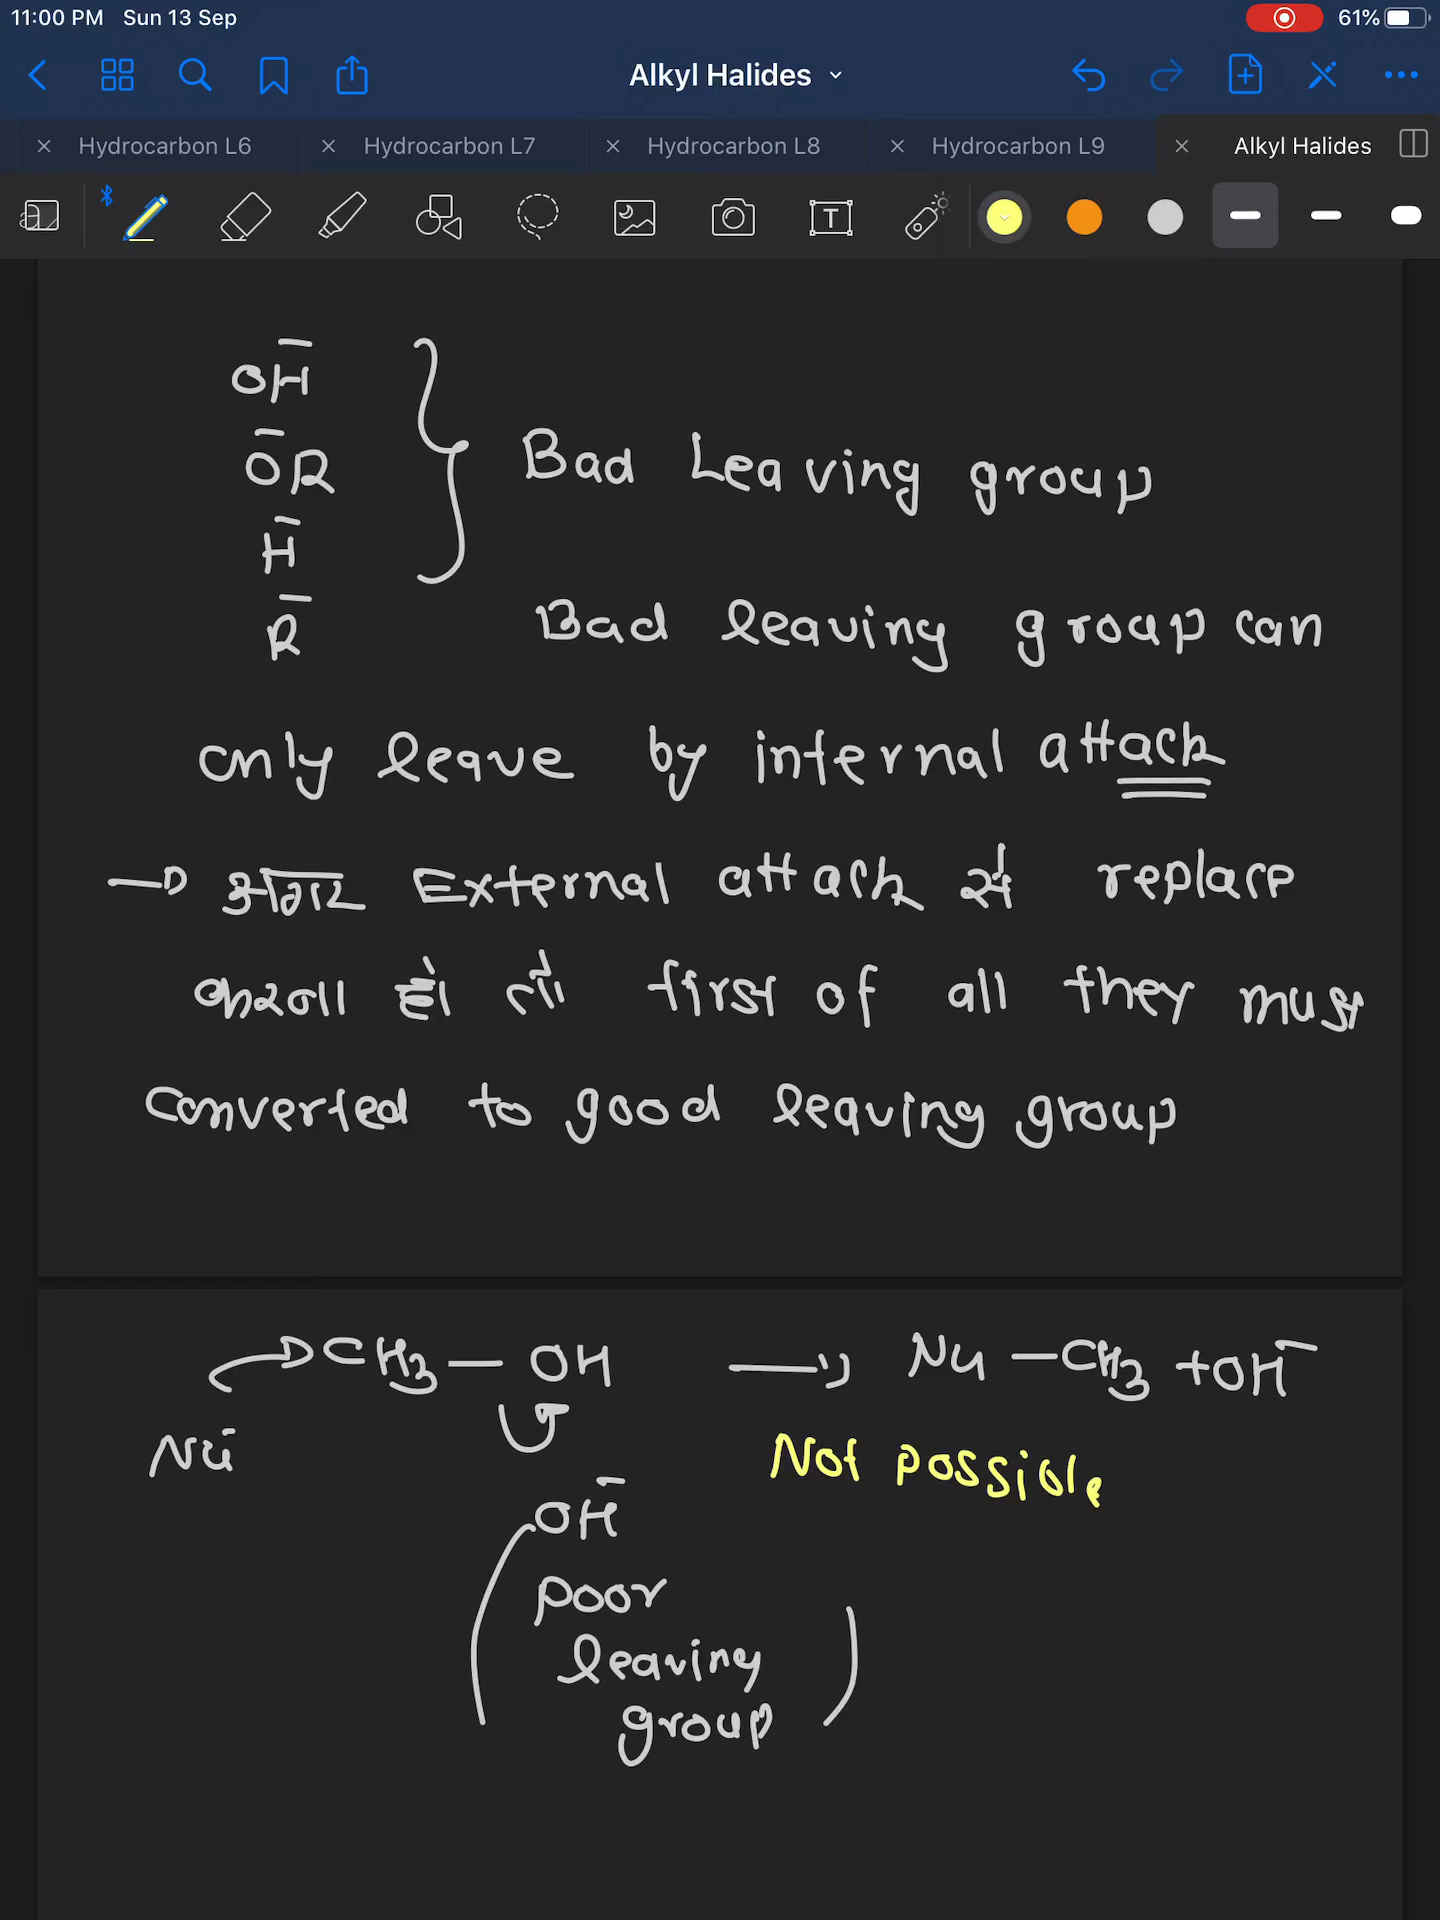 11:00 PM Sun 13 Sep 61%
Alkyl Halides
Hydrocarbon L6 Hydrocarbon L7 Hydrocarbon L8 Hydrocarbon L9 Alkyl Halides
OH⁻
O⁻R
H⁻
R⁻
Bad Leaving group
Bad leaving group can
only leave by internal attack
→ अगर External attack से replace
करना हो तो first of all they must
converted to good leaving group
CH₃ — OH → Nu — CH₃ + OH⁻
Nu⁻
Not possible
OH⁻
poor
leaving
group